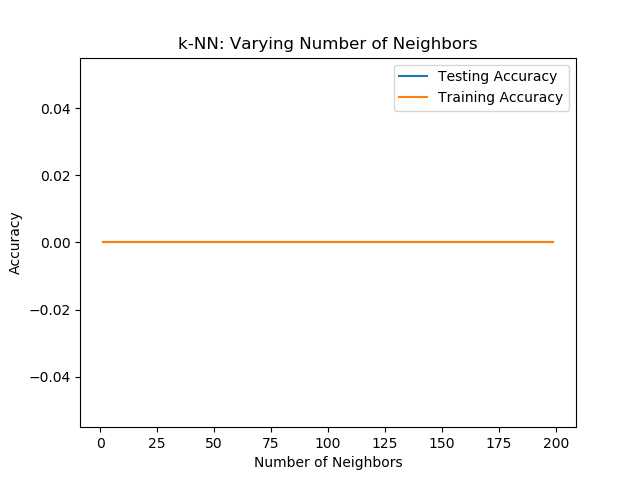 k-NN: Varying Number of Neighbors
Testing Accuracy
Training Accuracy
0.04
0.02
0.00
−0.02
−0.04
Accuracy
0 25 50 75 100 125 150 175 200
Number of Neighbors